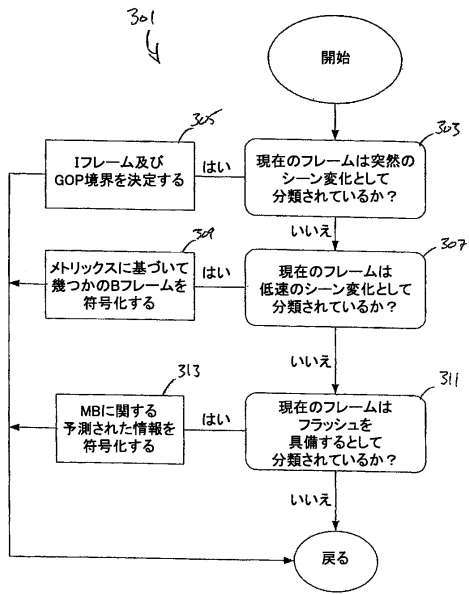 301
開始
305
303
Iフレーム及び
GOP境界を決定する
はい
現在のフレームは突然の
シーン変化として
分類されているか?
いいえ
309
307
メトリックスに基づいて
幾つかのBフレームを
符号化する
はい
現在のフレームは
低速のシーン変化として
分類されているか?
いいえ
313
311
MBに関する
予測された情報を
符号化する
はい
現在のフレームは
フラッシュを
具備するとして
分類されているか?
いいえ
戻る